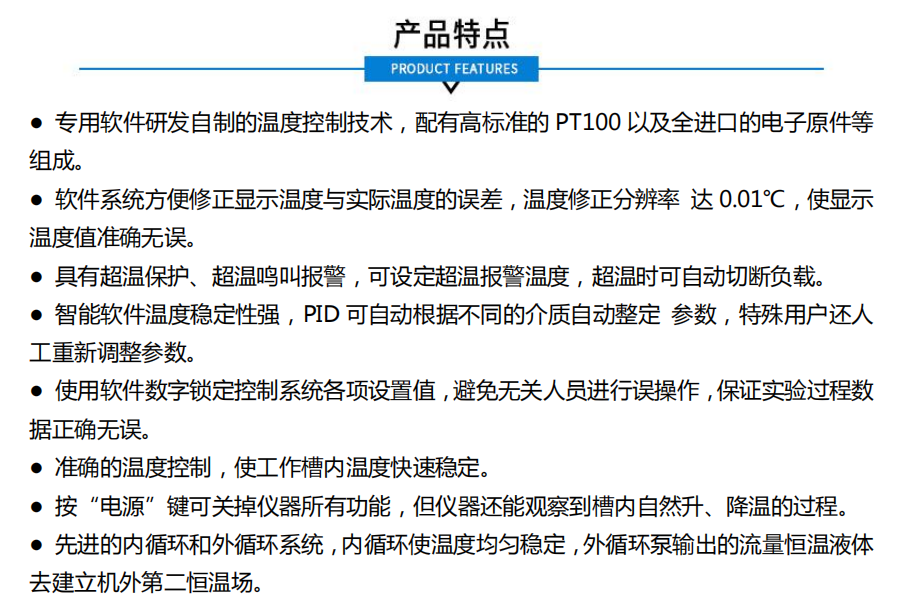 产品特点
PRODUCT FEATURES
● 专用软件研发自制的温度控制技术，配有高标准的 PT100 以及全进口的电子原件等
组成。
● 软件系统方便修正显示温度与实际温度的误差，温度修正分辨率 达 0.01℃，使显示
温度值准确无误。
● 具有超温保护、超温鸣叫报警，可设定超温报警温度，超温时可自动切断负载。
● 智能软件温度稳定性强，PID 可自动根据不同的介质自动整定 参数，特殊用户还人
工重新调整参数。
● 使用软件数字锁定控制系统各项设置值，避免无关人员进行误操作，保证实验过程数
据正确无误。
● 准确的温度控制，使工作槽内温度快速稳定。
● 按“电源”键可关掉仪器所有功能，但仪器还能观察到槽内自然升、降温的过程。
● 先进的内循环和外循环系统，内循环使温度均匀稳定，外循环泵输出的流量恒温液体
去建立机外第二恒温场。